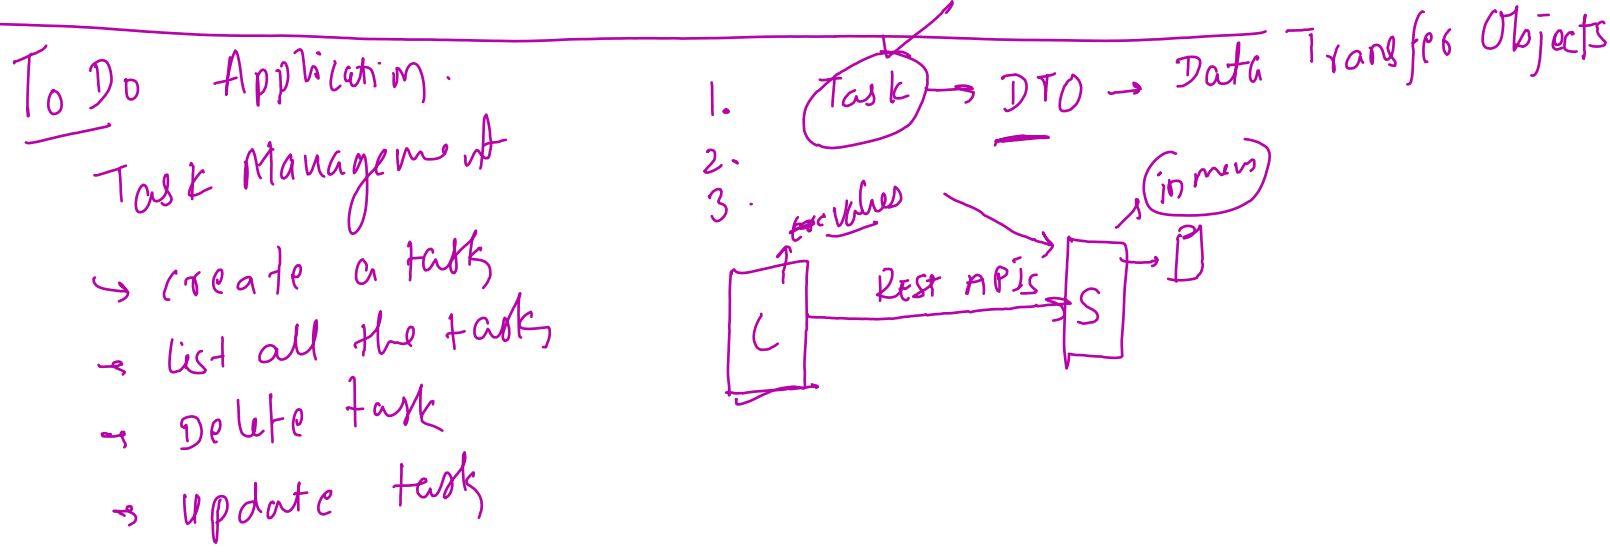 To Do Application.
Task Management
→ create a task
→ List all the task
→ Delete task
→ update task
1. Task → DTO → Data Transfer Objects
2.
3.
values
in mem
C
REST APIs
S
D